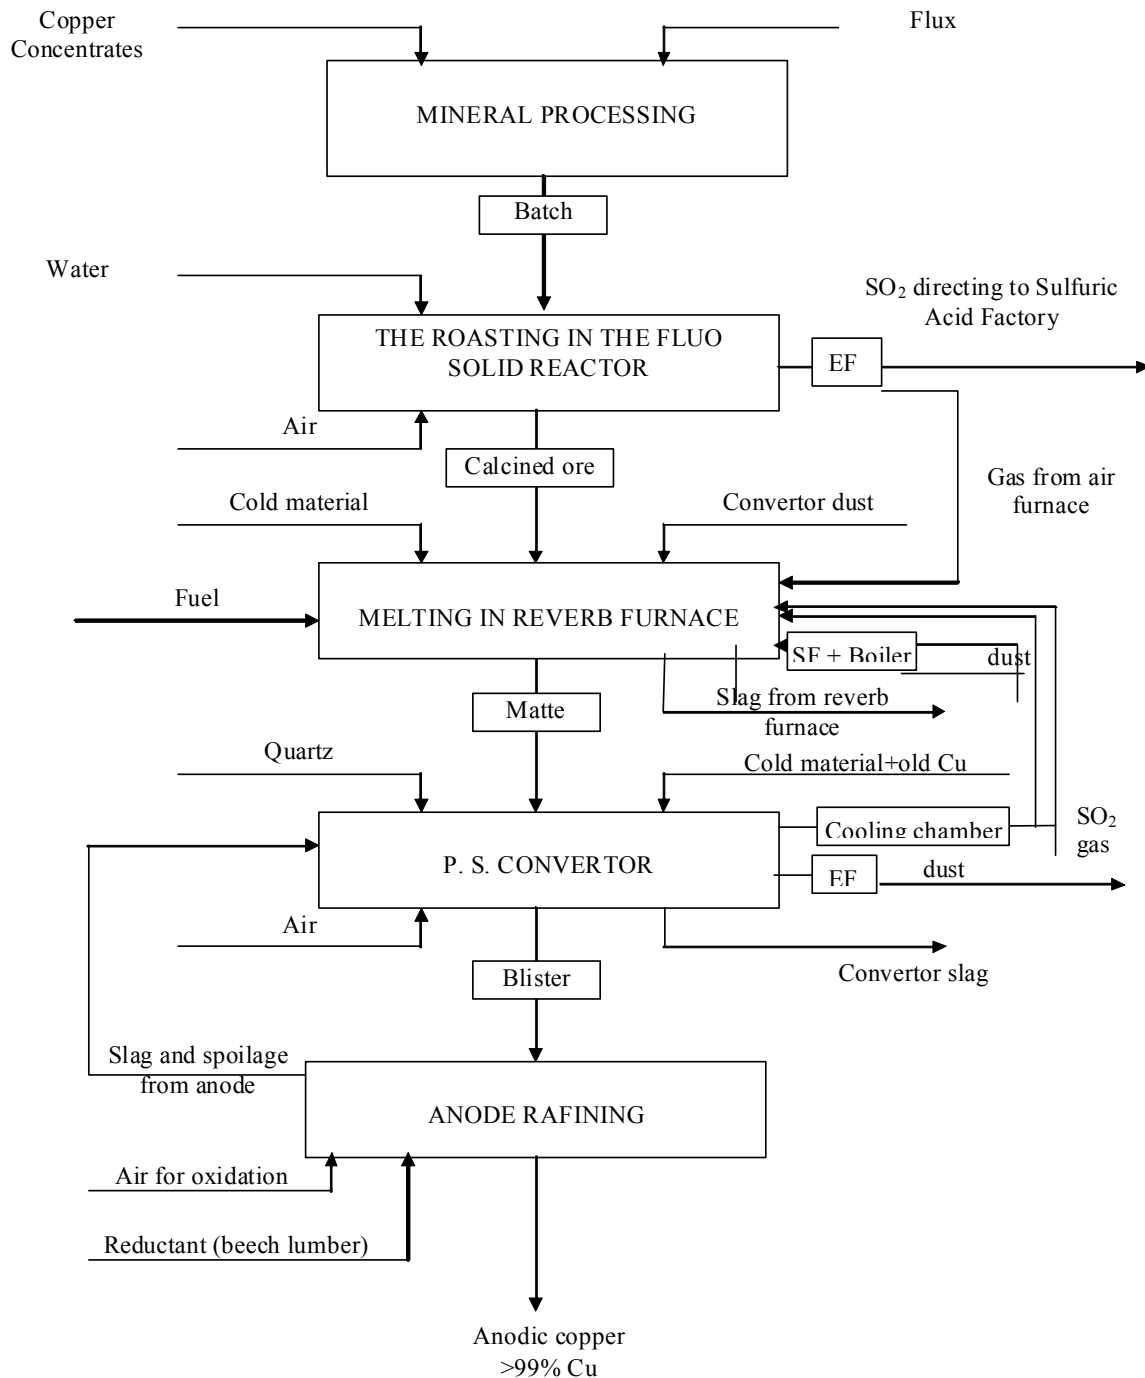 Copper
Concentrates
Flux
MINERAL PROCESSING
Batch
Water
SO₂ directing to Sulfuric
Acid Factory
THE ROASTING IN THE FLUO
SOLID REACTOR
EF
Air
Calcined ore
Gas from air
furnace
Cold material
Convertor dust
Fuel
MELTING IN REVERB FURNACE
SF + Boiler
dust
Slag from reverb
furnace
Matte
Quartz
Cold material+old Cu
Cooling chamber
SO₂
gas
P. S. CONVERTOR
EF
dust
Air
Convertor slag
Blister
Slag and spoilage
from anode
ANODE RAFINING
Air for oxidation
Reductant (beech lumber)
Anodic copper
>99% Cu